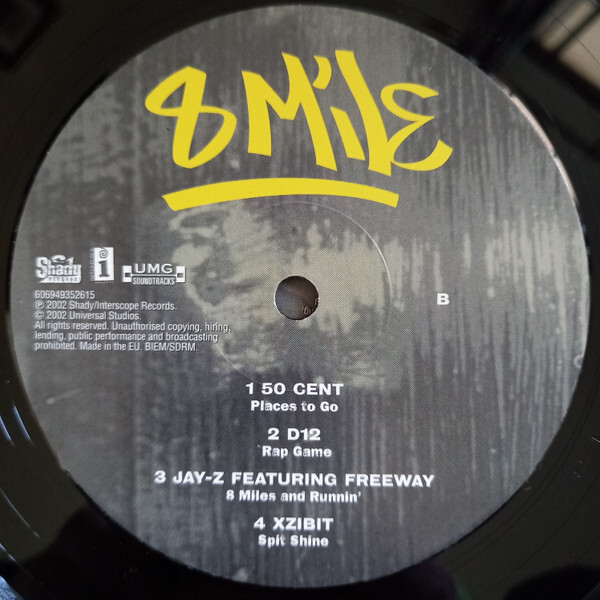 8 Mile
Shady
RECORDS
i
UMG
SOUNDTRACKS
606949352615
℗ 2002 Shady/Interscope Records.
© 2002 Universal Studios.
All rights reserved. Unauthorised copying, hiring,
lending, public performance and broadcasting
prohibited. Made in the EU. BIEM/SDRM.
B
1 50 CENT
Places to Go
2 D12
Rap Game
3 JAY-Z FEATURING FREEWAY
8 Miles and Runnin'
4 XZIBIT
Spit Shine